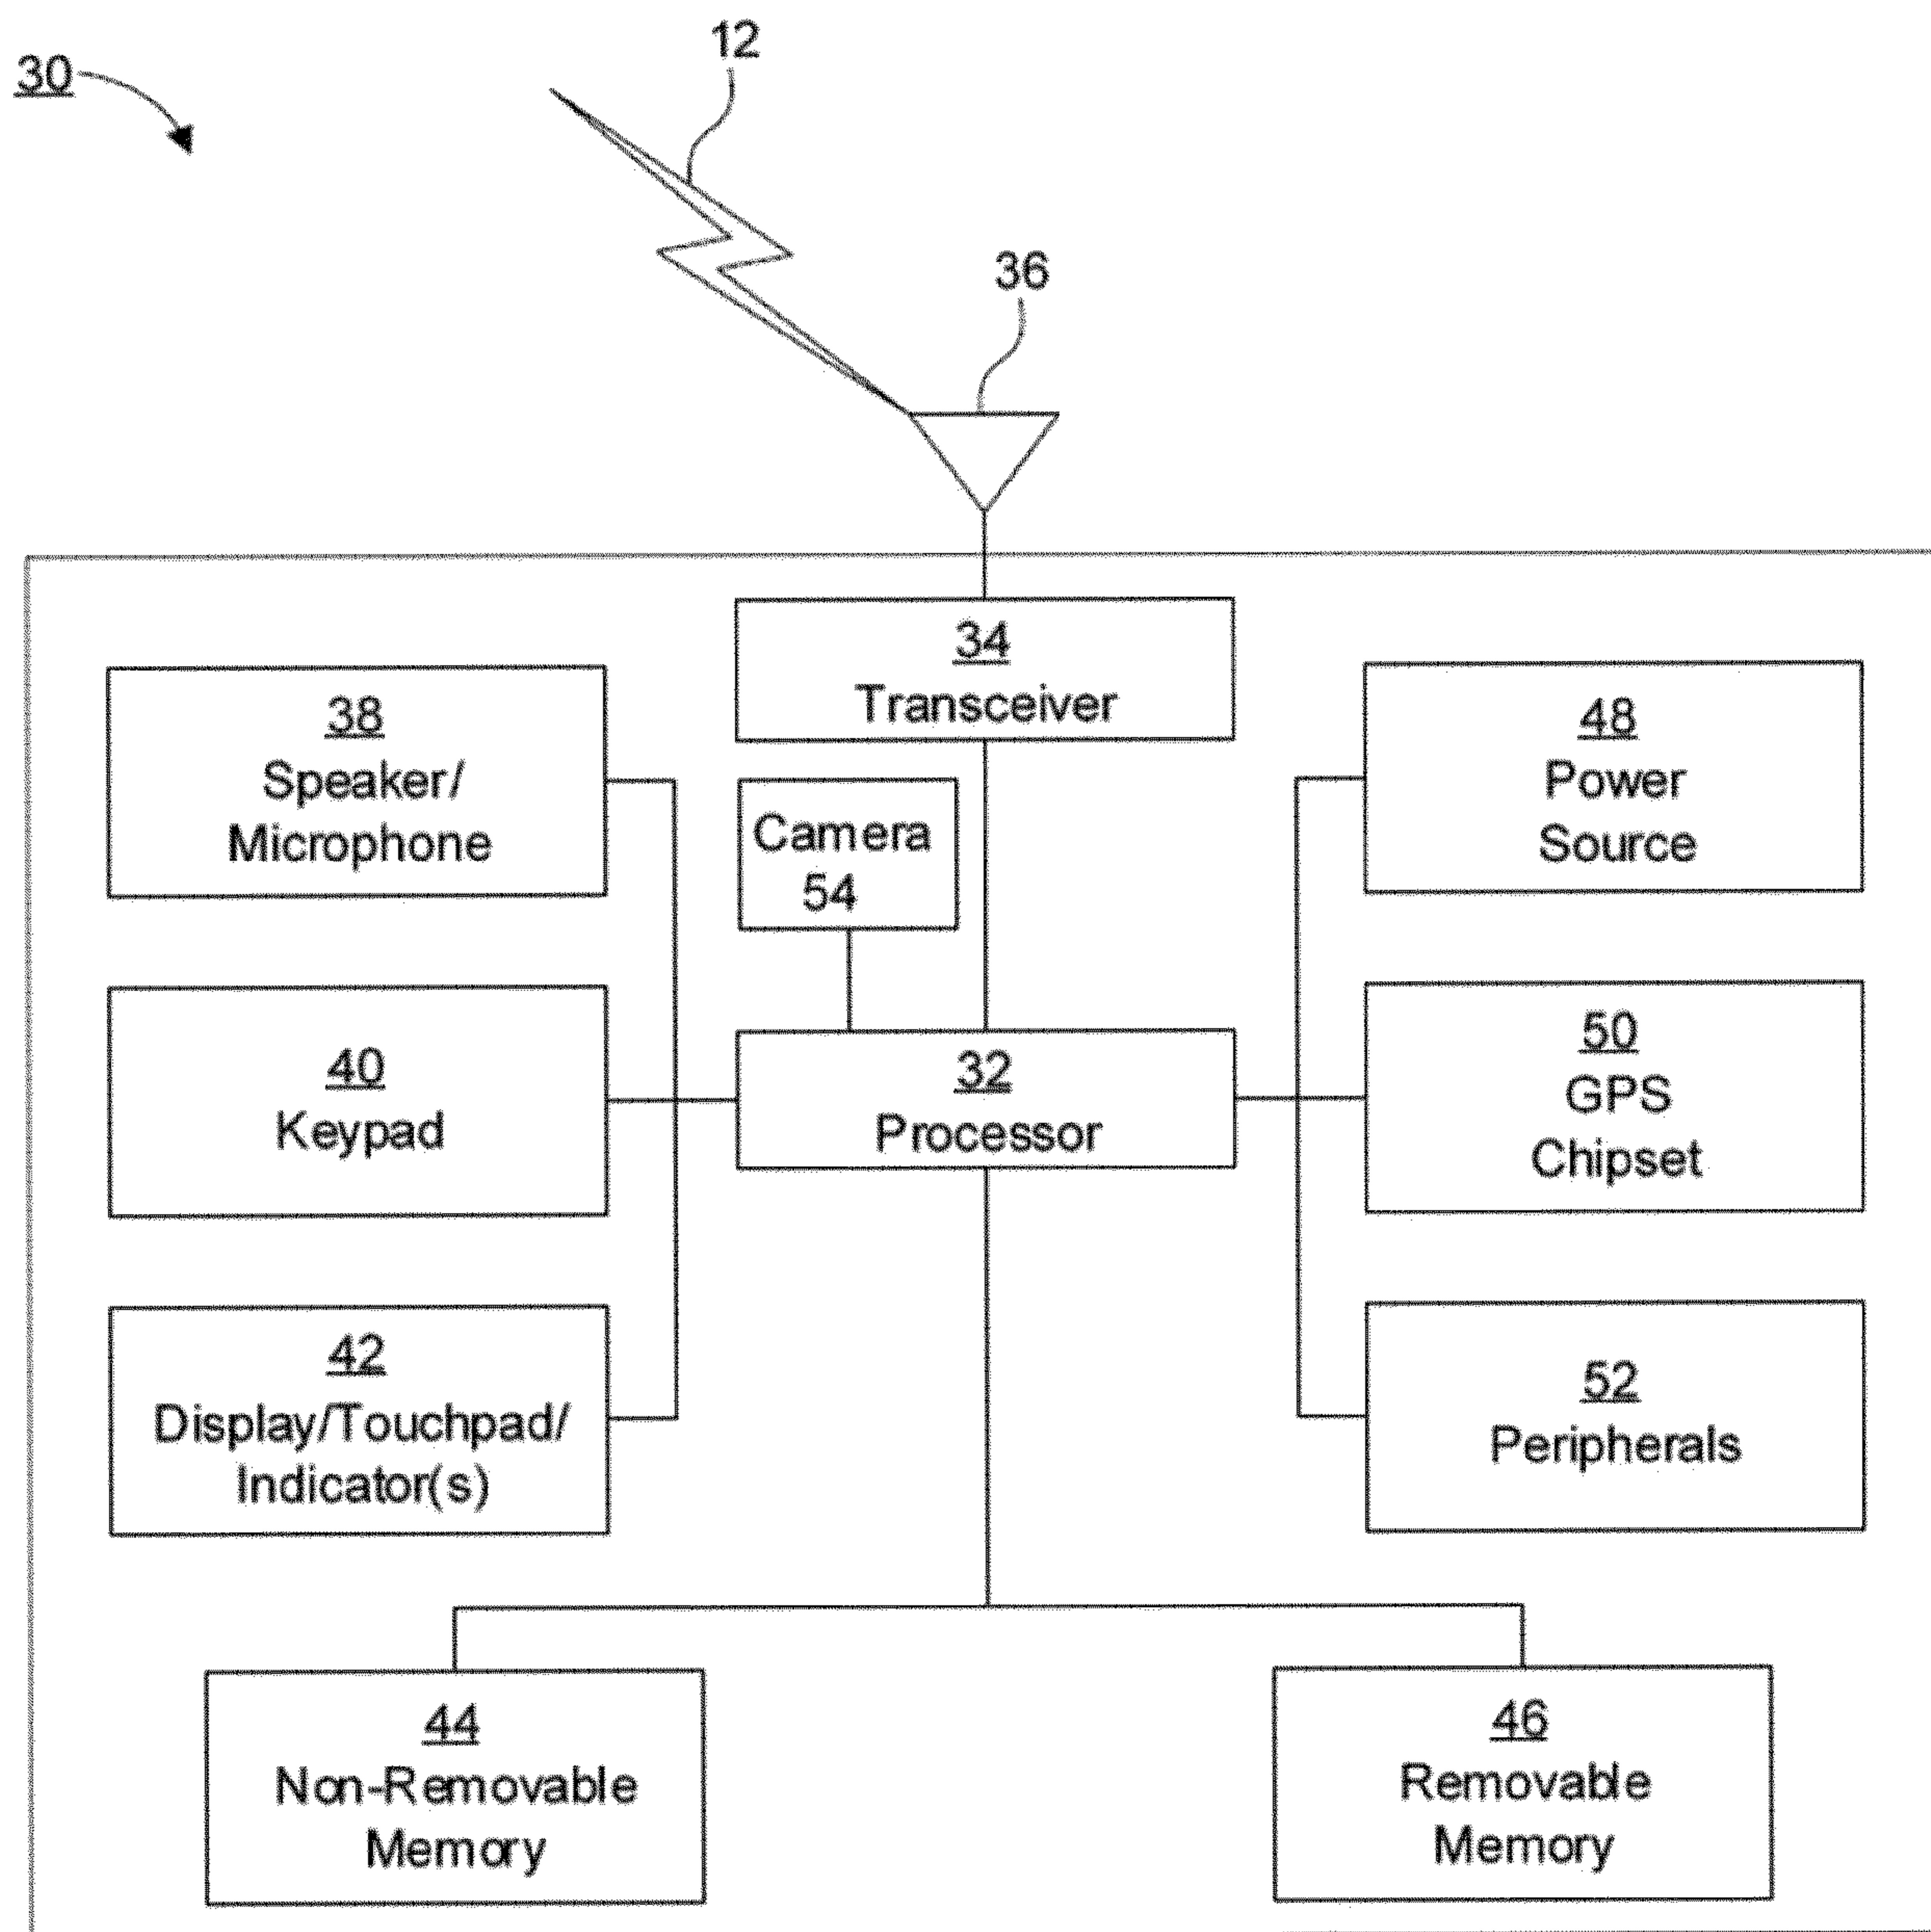 30
12
36
34
Transceiver
38
Speaker/
Microphone
48
Power
Source
Camera
54
40
Keypad
32
Processor
50
GPS
Chipset
42
Display/Touchpad/
Indicator(s)
52
Peripherals
44
Non-Removable
Memory
46
Removable
Memory